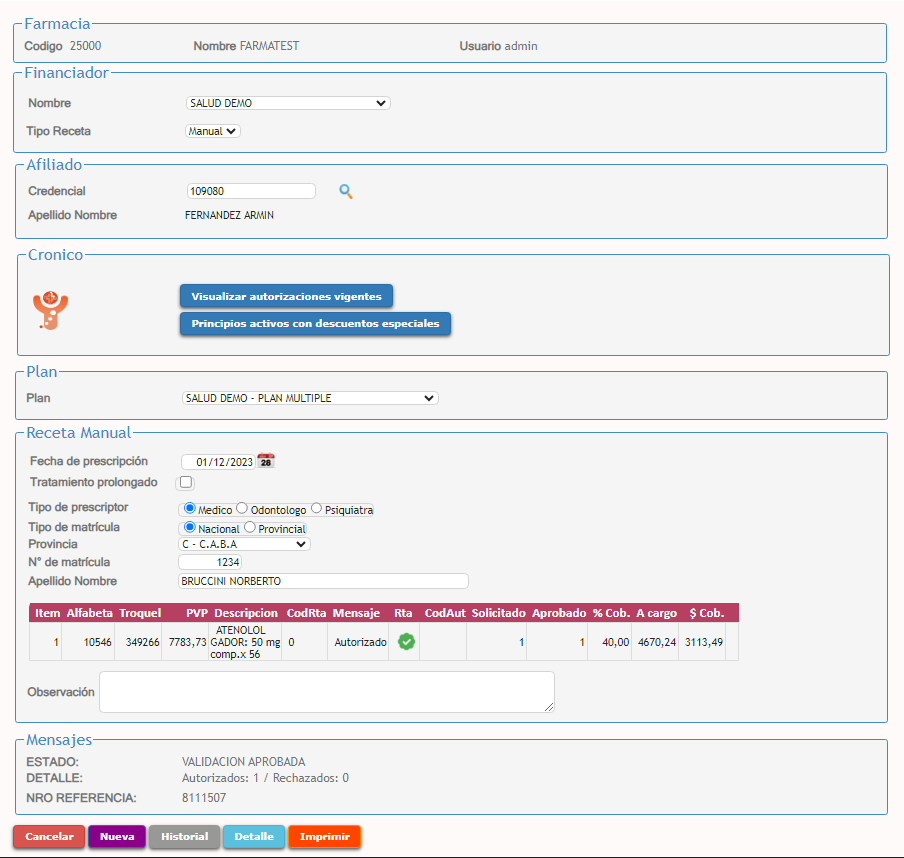 Farmacia
Codigo 25000 Nombre FARMATEST Usuario admin
Financiador
Nombre SALUD DEMO
Tipo Receta Manual
Afiliado
Credencial 109080
Apellido Nombre FERNANDEZ ARMIN
Cronico
Visualizar autorizaciones vigentes
Principios activos con descuentos especiales
Plan
Plan SALUD DEMO - PLAN MULTIPLE
Receta Manual
Fecha de prescripción 01/12/2023 28
Tratamiento prolongado
Tipo de prescriptor Medico Odontologo Psiquiatra
Tipo de matrícula Nacional Provincial
Provincia C - C.A.B.A
N° de matrícula 1234
Apellido Nombre BRUCCINI NORBERTO
Item Alfabeta Troquel PVP Descripcion CodRta Mensaje Rta CodAut Solicitado Aprobado % Cob. A cargo $ Cob.
ATENOLOL
1 10546 349266 7783,73 GADOR: 50 mg 0 Autorizado 1 1 40,00 4670,24 3113,49
comp.x 56
Observación
Mensajes
ESTADO: VALIDACION APROBADA
DETALLE: Autorizados: 1 / Rechazados: 0
NRO REFERENCIA: 8111507
Cancelar Nueva Historial Detalle Imprimir